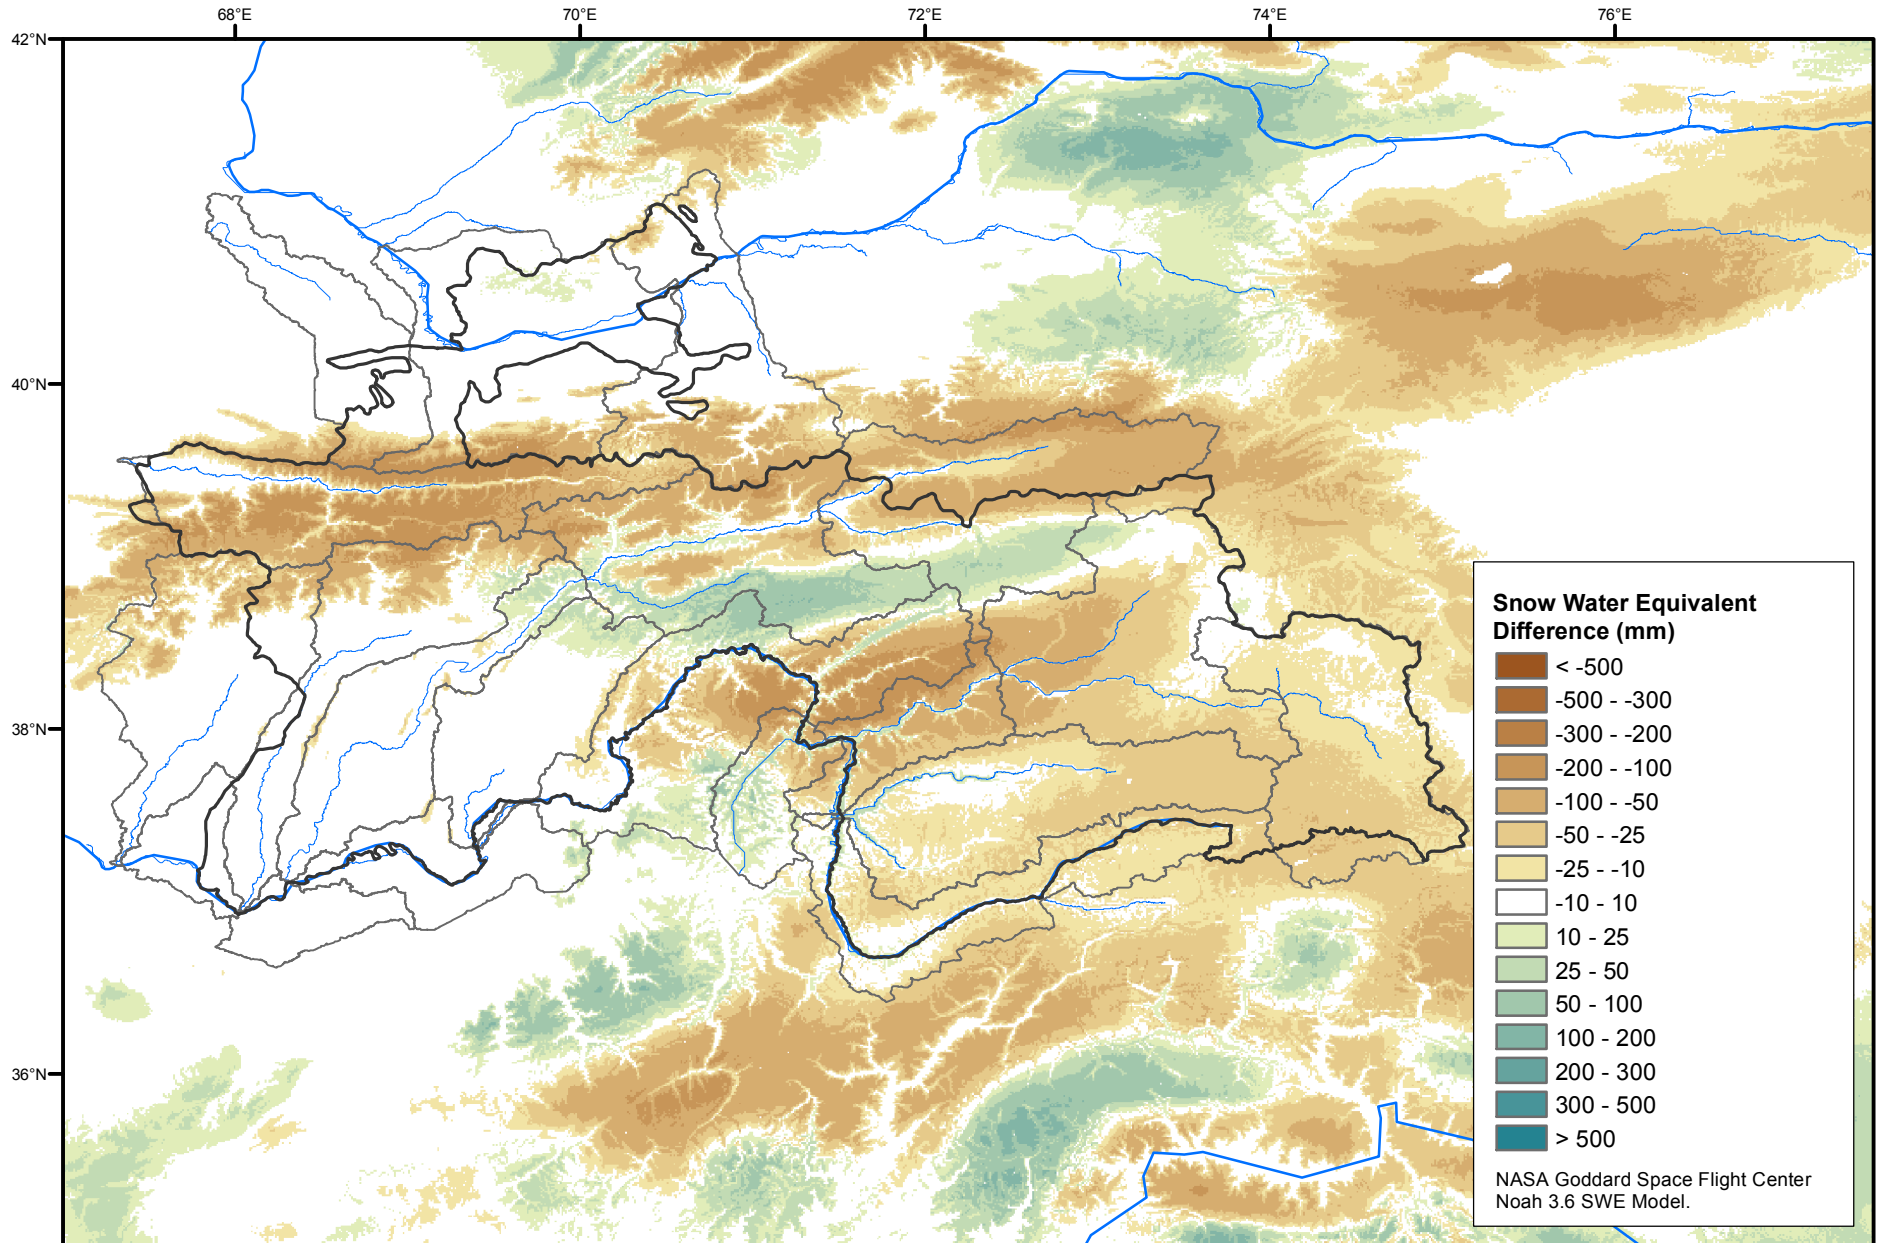 68°E 70°E 72°E 74°E 76°E
42°N
40°N
38°N
36°N
Snow Water Equivalent
Difference (mm)
< -500
-500 - -300
-300 - -200
-200 - -100
-100 - -50
-50 - -25
-25 - -10
-10 - 10
10 - 25
25 - 50
50 - 100
100 - 200
200 - 300
300 - 500
> 500
NASA Goddard Space Flight Center
Noah 3.6 SWE Model.